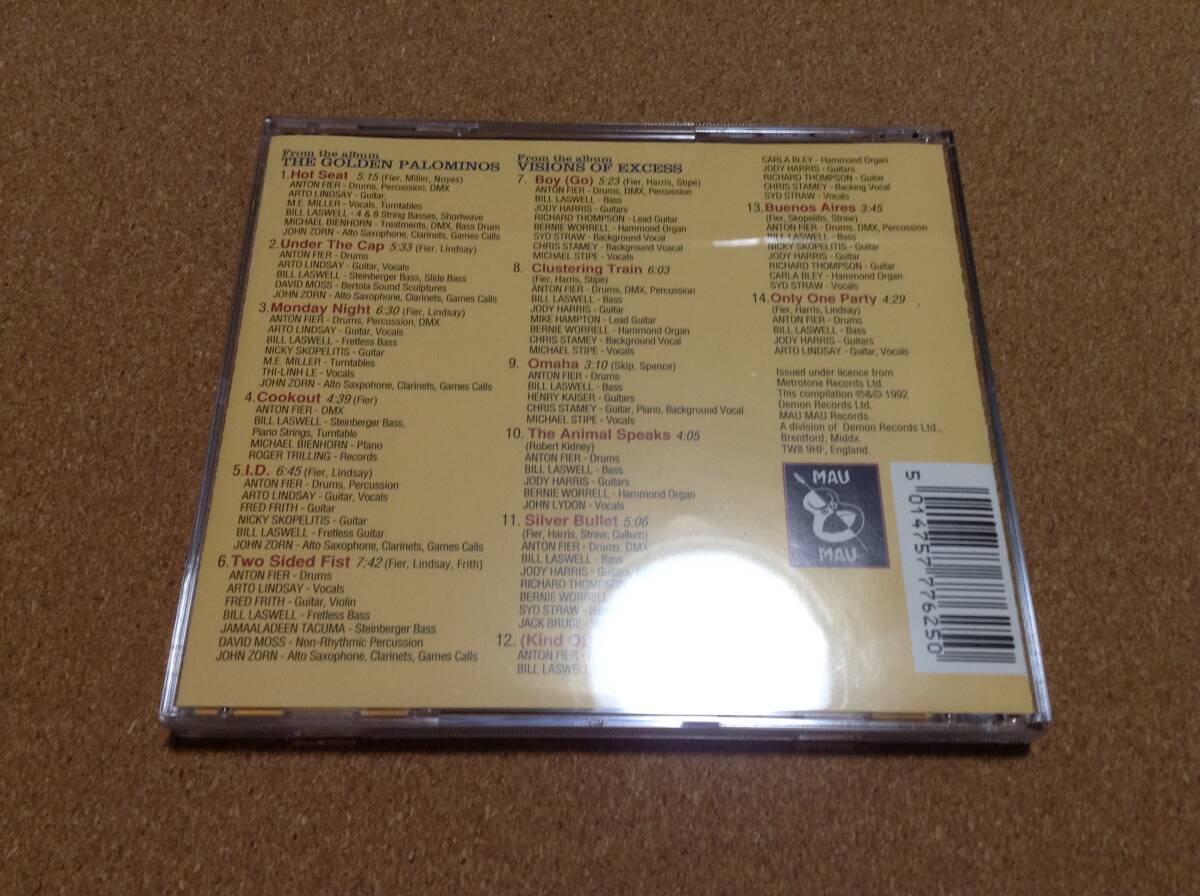 From the album
THE GOLDEN PALOMINOS
1.Hot Seat 5:15 (Fier, Miller, Noyes)
ANTON FIER - Drums, Percussion, DMX
ARTO LINDSAY - Guitar,
M.E. MILLER - Vocals, Turntables
BILL LASWELL - 4 & 8 String Basses, Shortwave
MICHAEL BIENHORN - Treatments, DMX, Bass Drum
JOHN ZORN - Alto Saxophone, Clarinets, Games Calls
2.Under The Cap 5:33 (Fier, Lindsay)
ANTON FIER - Drums
ARTO LINDSAY - Guitar, Vocals
BILL LASWELL - Steinberger Bass, Slide Bass
DAVID MOSS - Bertola Sound Sculptures
JOHN ZORN - Alto Saxophone, Clarinets, Games Calls
3.Monday Night 6:30 (Fier, Lindsay)
ANTON FIER - Drums, Percussion, DMX
ARTO LINDSAY - Guitar, Vocals
BILL LASWELL - Fretless Bass
NICKY SKOPELITIS - Guitar
M.E. MILLER - Turntables
THI-LINH LE - Vocals
JOHN ZORN - Alto Saxpohone, Clarinets, Games Calls
4.Cookout 4:39 (Fier)
ANTON FIER - DMX
BILL LASWELL - Steinberger Bass,
Piano Strings, Turntable
MICHAEL BIENHORN - Piano
ROGER TRILLING - Records
5.I.D. 6:45 (Fier, Lindsay)
ANTON FIER - Drums, Percussion
ARTO LINDSAY - Guitar, Vocals
FRED FRITH - Guitar
NICKY SKOPELITIS - Guitar
BILL LASWELL - Fretless Guitar
JOHN ZORN - Alto Saxophone, Clarinets, Games Calls
6.Two Sided Fist 7:42 (Fier, Lindsay, Frith)
ANTON FIER - Drums
ARTO LINDSAY - Vocals
FRED FRITH - Guitar, Violin
BILL LASWELL - Fretless Bass
JAMAALADEEN TACUMA - Steinberger Bass
DAVID MOSS - Non-Rhythmic Percussion
JOHN ZORN - Alto Saxophone, Clarinets, Games Calls
From the album
VISIONS OF EXCESS
7. Boy (Go) 5:23 (Fier, Harris, Stipe)
ANTON FIER - Drums, DMX, Percussion
BILL LASWELL - Bass
JODY HARRIS - Guitars
RICHARD THOMPSON - Lead Guitar
BERNIE WORRELL - Hammond Organ
SYD STRAW - Background Vocal
CHRIS STAMEY - Background Voacal
MICHAEL STIPE - Vocals
8. Clustering Train 6:03
(Fier, Harris, Stipe)
ANTON FIER - Drums, DMX, Percussion
BILL LASWELL - Bass
JODY HARRIS - Guitar
MIKE HAMPTON - Lead Guitar
BERNIE WORRELL - Hammond Organ
CHRIS STAMEY - Background Vocal
MICHAEL STIPE - Vocals
9. Omaha 3:10 (Skip, Spence)
ANTON FIER - Drums
BILL LASWELL - Bass
HENRY KAISER - Guitars
CHRIS STAMEY - Guitar, Piano, Background Vocal
MICHAEL STIPE - Vocals
10. The Animal Speaks 4:05
(Robert Kidney)
ANTON FIER - Drums
BILL LASWELL - Bass
JODY HARRIS - Guitars
BERNIE WORRELL - Hammond Organ
JOHN LYDON - Vocals
11. Silver Bullet 5:06
(Fier, Harris, Straw, Cullum)
ANTON FIER - Drums, DMX
BILL LASWELL - Bass
JODY HARRIS - Guitars
RICHARD THOMPSON
BERNIE
SYD STRAW -
JACK BRUCE
12. (Kind
ANTON FIER -
BILL
CARLA BLEY - Hammond Organ
JODY HARRIS - Guitars
RICHARD THOMPSON - Guitar
CHRIS STAMEY - Backing Vocal
SYD STRAW - Vocals
13.Buenos Aires 3:45
(Fier, Skopelitis, Straw)
ANTON FIER - Drums, DMX, Percussion
BILL LASWELL - Bass
NICKY SKOPELITIS - Guitar
JODY HARRIS - Guitar
RICHARD THOMPSON - Guitar
CARLA BLEY - Hammond Organ
SYD STRAW - Vocals
14.Only One Party 4:29
(Fier, Harris, Lindsay)
ANTON FIER - Drums
BILL LASWELL - Bass
JODY HARRIS - Guitars
ARTO LINDSAY - Guitar, Vocals
Issued under licence from
Metrotone Records Ltd.
This compilation ℗&© 1992
Demon Records Ltd.
MAU MAU Records.
A division of Demon Records Ltd.,
Brentford, Middx.
TW8 9HF, England.
MAU
MAU
5 014757 776250